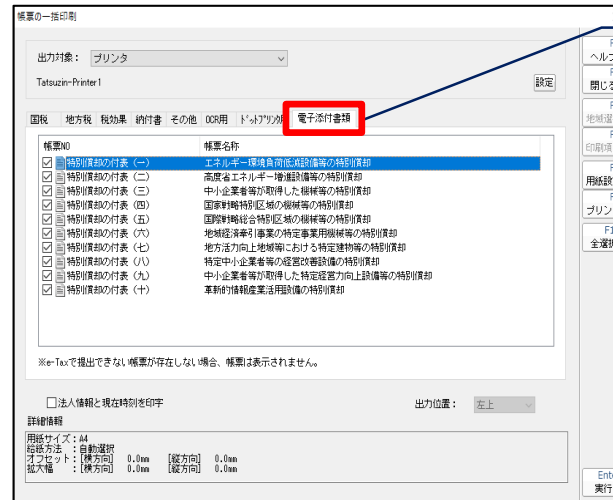 帳票の一括印刷
出力対象： プリンタ
Tatsuzin-Printer1
設定
国税 地方税 税効果 納付書 その他 OCR用 ﾄﾞｯﾄﾌﾟﾘﾝﾀ用 電子添付書類
帳票NO 帳票名称
特別償却の付表（一） エネルギー環境負荷低減設備等の特別償却
特別償却の付表（二） 高度省エネルギー増進設備等の特別償却
特別償却の付表（三） 中小企業者等が取得した機械等の特別償却
特別償却の付表（四） 国家戦略特別区域の機械等の特別償却
特別償却の付表（五） 国際戦略総合特別区域の機械等の特別償却
特別償却の付表（六） 地域経済牽引事業の特定事業用機械等の特別償却
特別償却の付表（七） 地方活力向上地域等における特定建物等の特別償却
特別償却の付表（八） 特定中小企業者等の経営改善設備の特別償却
特別償却の付表（九） 中小企業者等が取得した特定経営力向上設備等の特別償却
特別償却の付表（十） 革新的情報産業活用設備の特別償却
※e-Taxで提出できない帳票が存在しない場合、帳票は表示されません。
法人情報と現在時刻を印字 出力位置： 左上
詳細情報
用紙サイズ：A4
給紙方法 ：自動選択
オフセット：[横方向] 0.0mm [縦方向] 0.0mm
拡大幅 ：[横方向] 0.0mm [縦方向] 0.0mm
ヘルプ
閉じる
地域選
印刷項
用紙設
プリン
F1
全選択
Ente
実行